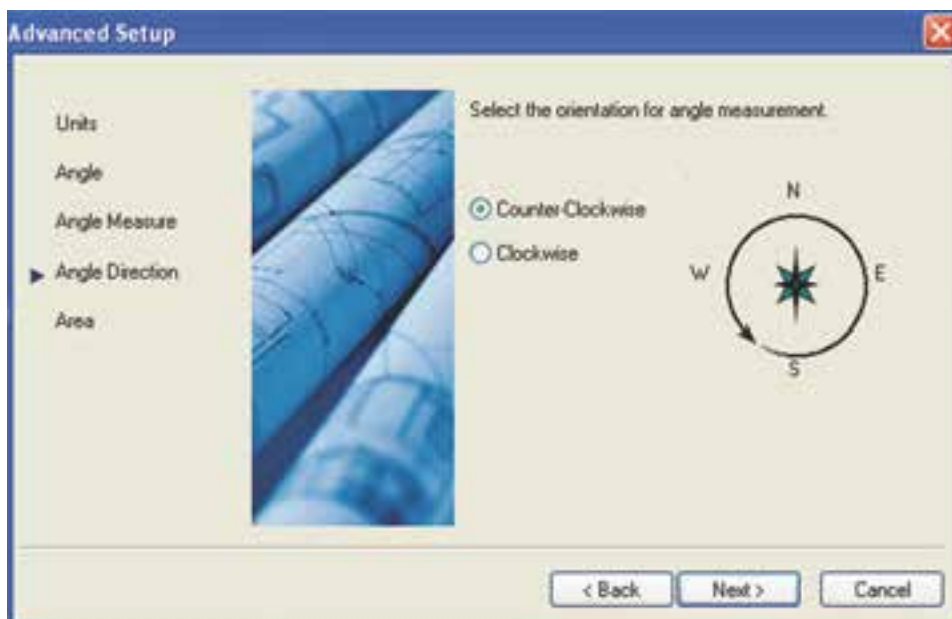 Advanced Setup
Units
Angle
Angle Measure
Angle Direction
Area
Select the orientation for angle measurement.
Counter-Clockwise
Clockwise
N
W
E
S
< Back
Next >
Cancel